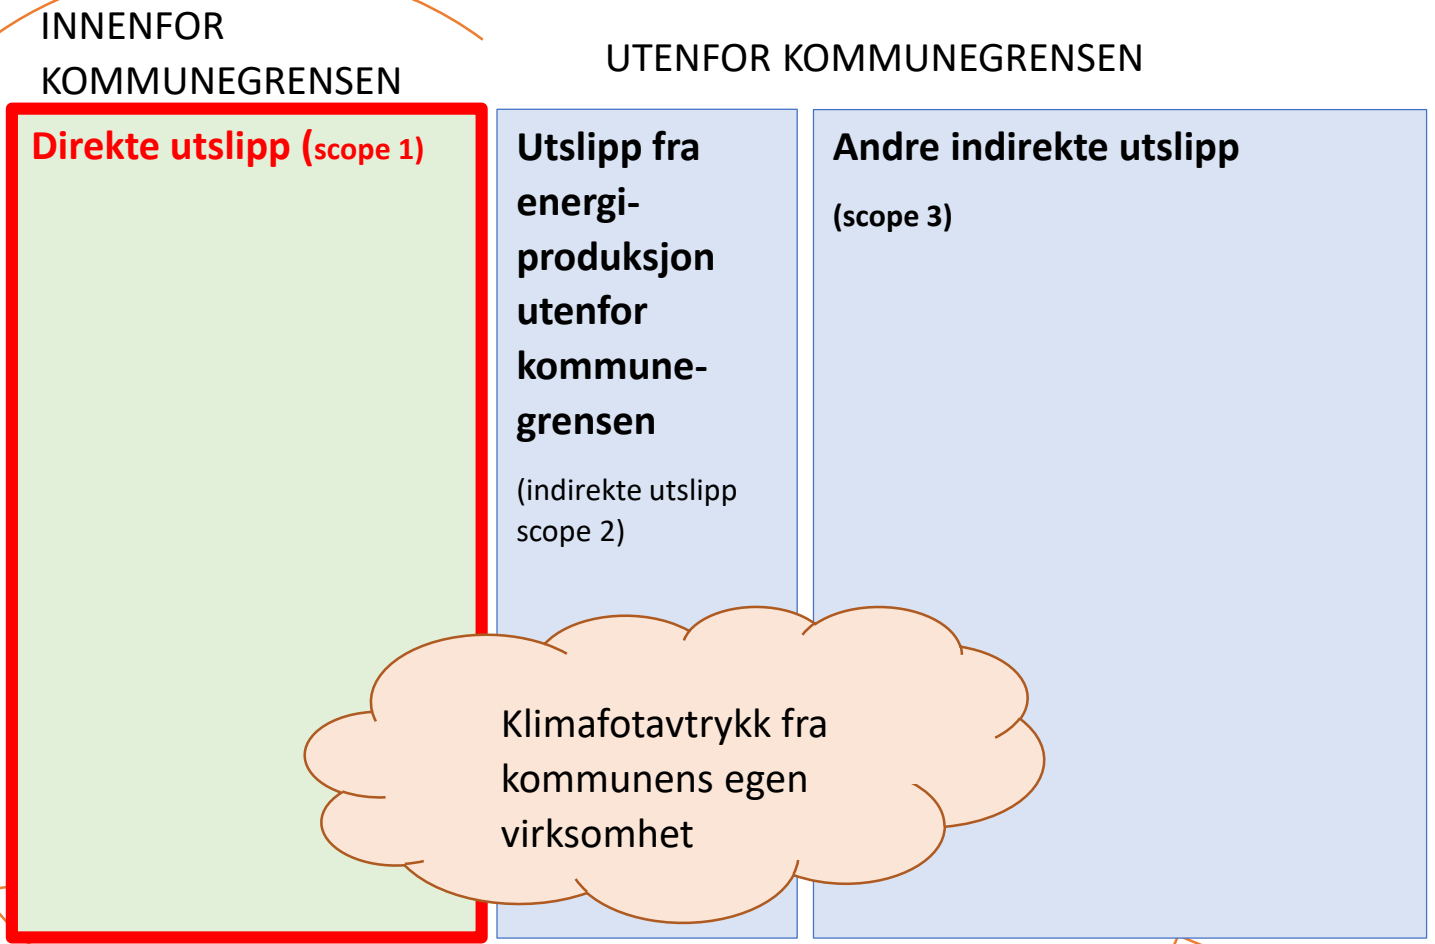 INNENFOR
KOMMUNEGRENSEN
UTENFOR KOMMUNEGRENSEN
Direkte utslipp (scope 1)
Utslipp fra
energi-
produksjon
utenfor
kommune-
grensen
(indirekte utslipp
scope 2)
Andre indirekte utslipp
(scope 3)
Klimafotavtrykk fra
kommunens egen
virksomhet